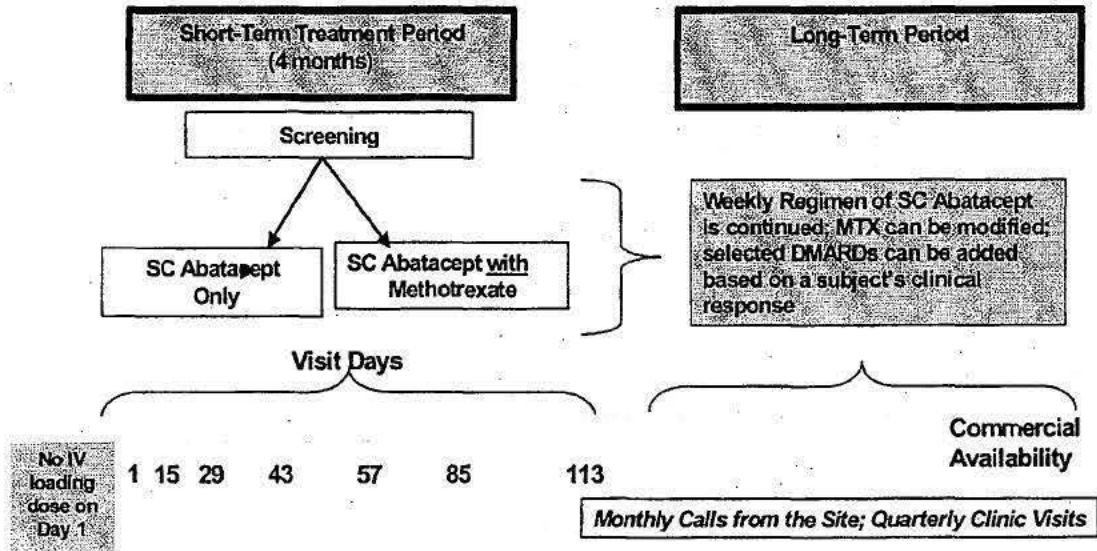 Short-Term Treatment Period
(4 months)
Long-Term Period
Screening
SC Abatacept
Only
SC Abatacept with
Methotrexate
Weekly Regimen of SC Abatacept
is continued; MTX can be modified;
selected DMARDs can be added
based on a subject's clinical
response
Visit Days
No IV
loading
dose on
Day 1
1 15 29 43 57 85 113
Commercial
Availability
Monthly Calls from the Site; Quarterly Clinic Visits